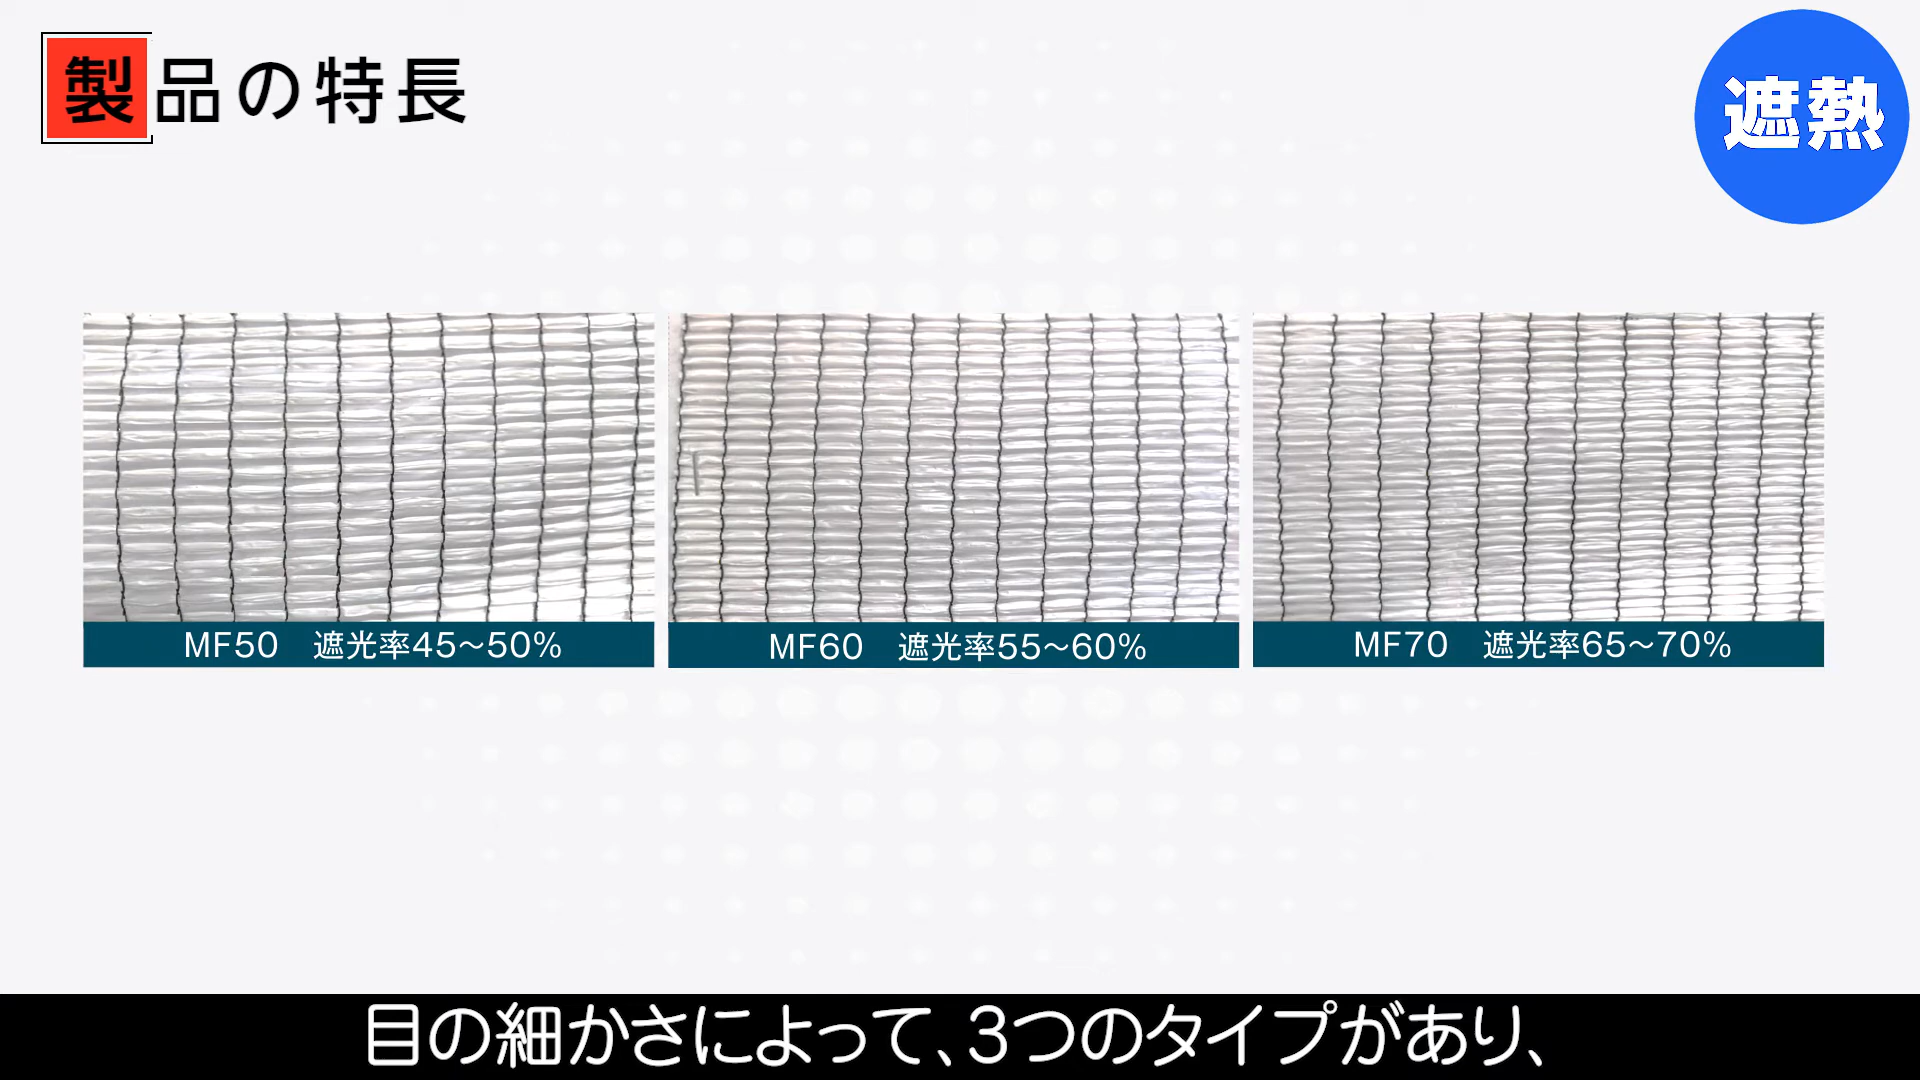 製品の特長
遮熱
MF50　遮光率45～50%
MF60　遮光率55～60%
MF70　遮光率65～70%
目の細かさによって、3つのタイプがあり、